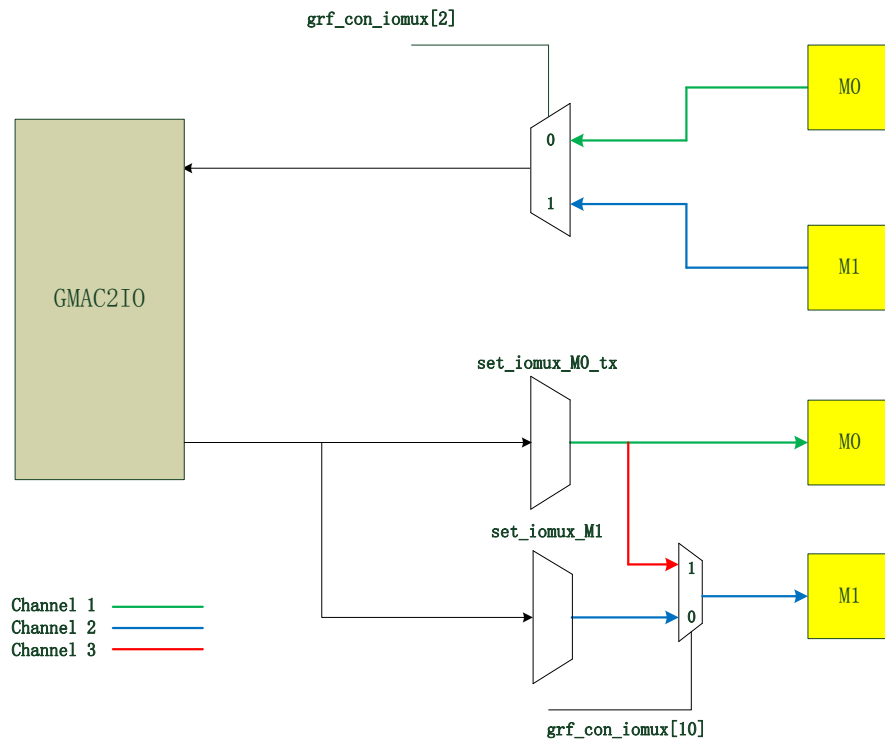 grf_con_iomux[2]
M0
0
1
M1
GMAC2IO
set_iomux_M0_tx
M0
set_iomux_M1
1
0
M1
Channel 1
Channel 2
Channel 3
grf_con_iomux[10]